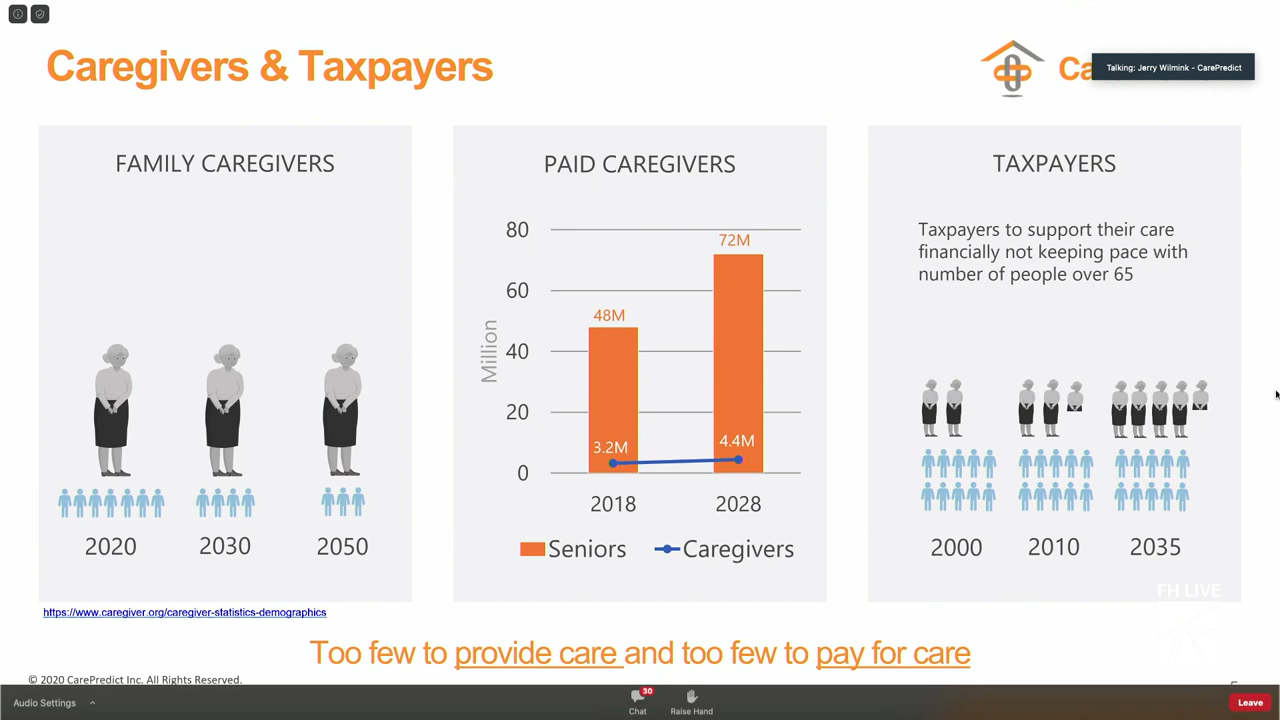 Caregivers & Taxpayers
Ca
Talking: Jerry Wilmink - CarePredict
FAMILY CAREGIVERS
2020
2030
2050
PAID CAREGIVERS
Million
80
60
40
20
0
48M
72M
3.2M
4.4M
2018
2028
Seniors
Caregivers
TAXPAYERS
Taxpayers to support their care
financially not keeping pace with
number of people over 65
2000
2010
2035
FH LIVE
https://www.caregiver.org/caregiver-statistics-demographics
Too few to provide care and too few to pay for care
© 2020 CarePredict Inc. All Rights Reserved.
Audio Settings
30
Chat
Raise Hand
Leave